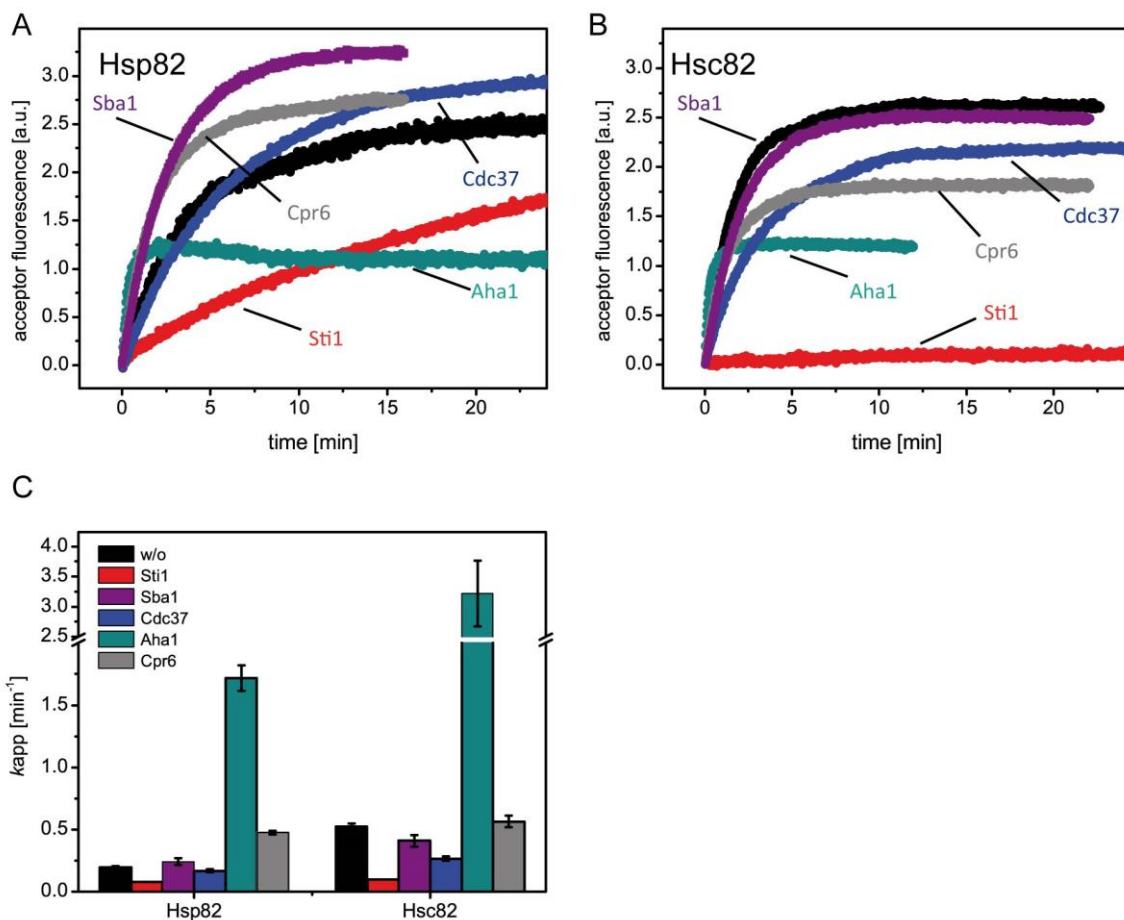 A
Hsp82
acceptor fluorescence [a.u.]
3.0
2.5
2.0
1.5
1.0
0.5
0.0
Sba1
Cpr6
Cdc37
Aha1
Sti1
0 5 10 15 20
time [min]
B
Hsc82
acceptor fluorescence [a.u.]
3.0
2.5
2.0
1.5
1.0
0.5
0.0
Sba1
Cdc37
Cpr6
Aha1
Sti1
0 5 10 15 20
time [min]
C
kapp [min-1]
4.0
3.5
3.0
2.5
1.5
1.0
0.5
0.0
w/o
Sti1
Sba1
Cdc37
Aha1
Cpr6
Hsp82 Hsc82